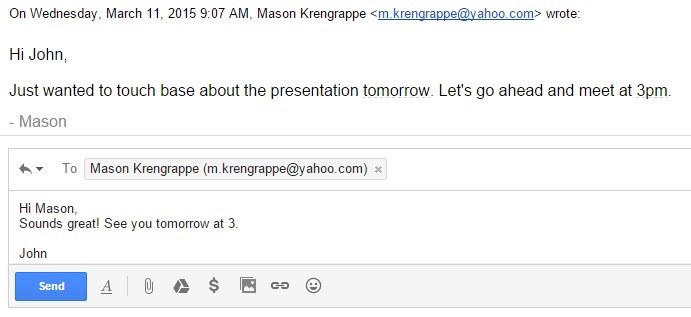 On Wednesday, March 11, 2015 9:07 AM, Mason Krengrappe <m.krengrappe@yahoo.com> wrote:
Hi John,
Just wanted to touch base about the presentation tomorrow. Let's go ahead and meet at 3pm.
- Mason
To Mason Krengrappe (m.krengrappe@yahoo.com) ×
Hi Mason,
Sounds great! See you tomorrow at 3.
John
Send A $